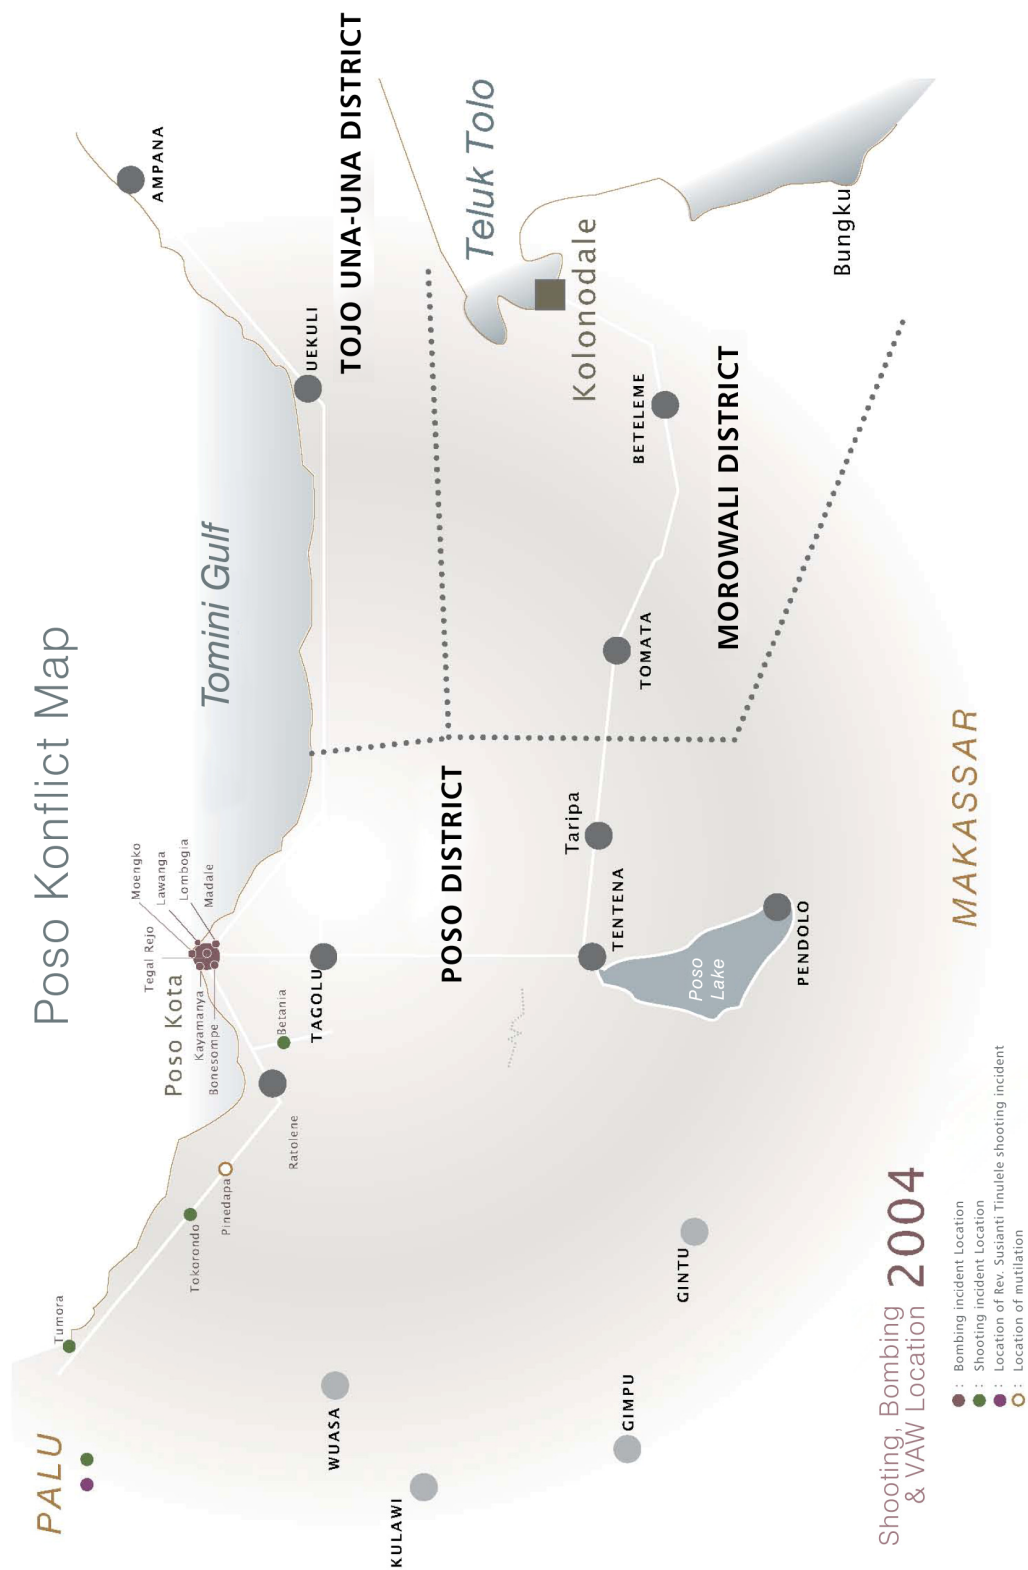 Poso Konflict Map
PALU
Tumora
Tokorondo
Pinedapa
Ratolene
Betania
Poso Kota
Kayamanya
Bonesompe
Tegal Rejo
Moengko
Lawanga
Lombogia
Madale
TAGOLU
Tomini Gulf
UEKULI
AMPANA
TOJO UNA-UNA DISTRICT
Teluk Tolo
Kolonodale
Bungku
BETELEME
MOROWALI DISTRICT
TOMATA
POSO DISTRICT
Taripa
TENTENA
Poso
Lake
PENDOLO
WUASA
KULAWI
GIMPU
GINTU
MAKASSAR
Shooting, Bombing
& VAW Location 2004
: Bombing incident Location
: Shooting incident Location
: Location of Rev. Susianti Tinulele shooting incident
: Location of mutilation